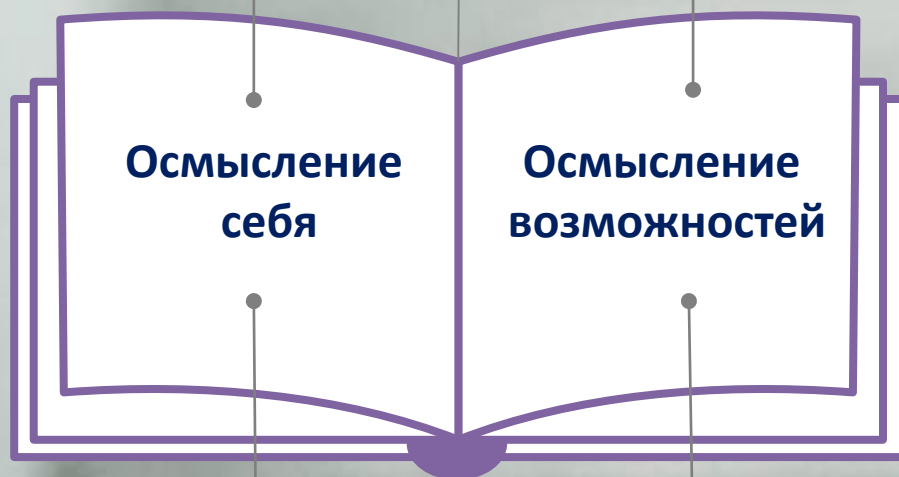 Осмысление
себя
Осмысление
возможностей